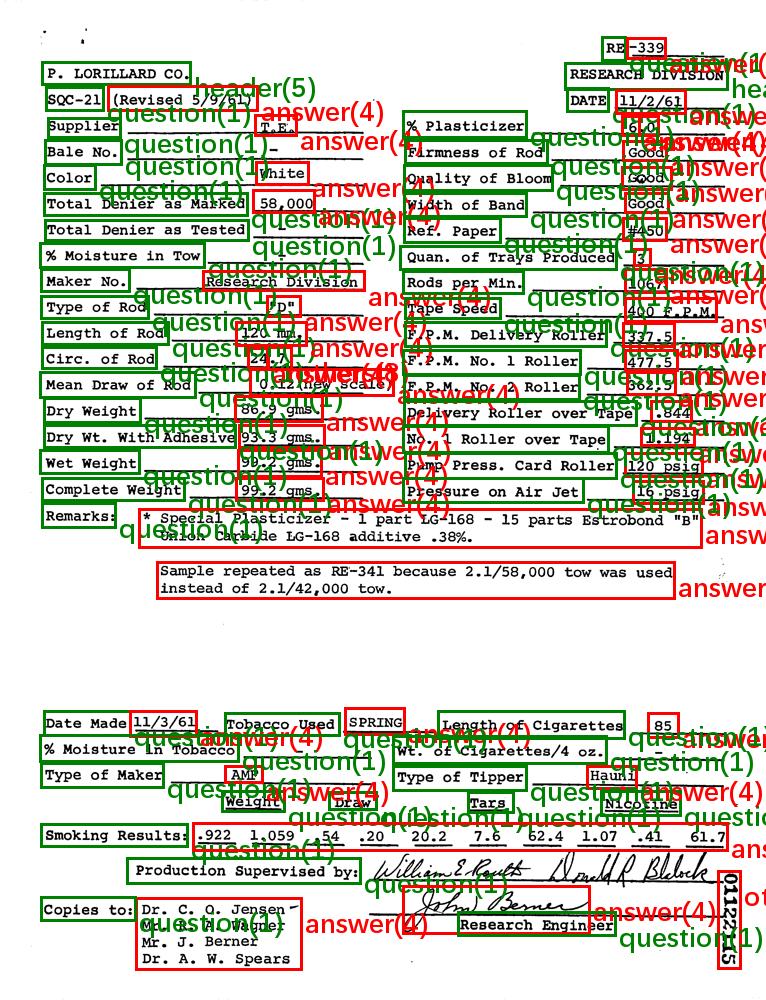 RE -339
P. LORILLARD CO.
RESEARCH DIVISION
header(5)
SQC-21 (Revised 5/9/61)
DATE 11/2/61
question(1) answer(4)
Supplier T.E.
% Plasticizer 6.0
Bale No. -
Firmness of Rod Good
Color White
Quality of Bloom Good
Total Denier as Marked 58,000
Width of Band Good
Total Denier as Tested -
Ref. Paper #450
% Moisture in Tow
Quan. of Trays Produced 3
Maker No. Research Division
Rods per Min. 1067
Type of Rod "D"
Tape Speed 400 F.P.M.
Length of Rod 120 mm.
F.P.M. Delivery Roller 337.5
Circ. of Rod 24.7
F.P.M. No. 1 Roller 477.5
Mean Draw of Rod 0.12(new scale)
F.P.M. No. 2 Roller 362.5
Dry Weight 86.9 gms.
Delivery Roller over Tape .844
Dry Wt. With Adhesive 93.3 gms.
No. 1 Roller over Tape 1.194
Wet Weight 99.2 gms.
Pump Press. Card Roller 120 psig
Complete Weight 99.2 gms.
Pressure on Air Jet 16 psig
Remarks: * Special Plasticizer - 1 part LG-168 - 15 parts Estrobond "B"
Union Carbide LG-168 additive .38%.
Sample repeated as RE-341 because 2.1/58,000 tow was used
instead of 2.1/42,000 tow.
Date Made 11/3/61 Tobacco Used SPRING Length of Cigarettes 85
% Moisture in Tobacco Wt. of Cigarettes/4 oz.
Type of Maker AMF Type of Tipper Hauni
Weight Draw Tars Nicotine
Smoking Results: .922 1.059 .54 .20 20.2 7.6 62.4 1.07 .41 61.7
Production Supervised by: William E. Routh Donald R Blalock
John Berner
Copies to: Dr. C. O. Jensen
Mr. R. A. Wagner
Mr. J. Berner
Dr. A. W. Spears
Research Engineer
question(1) answer(4)